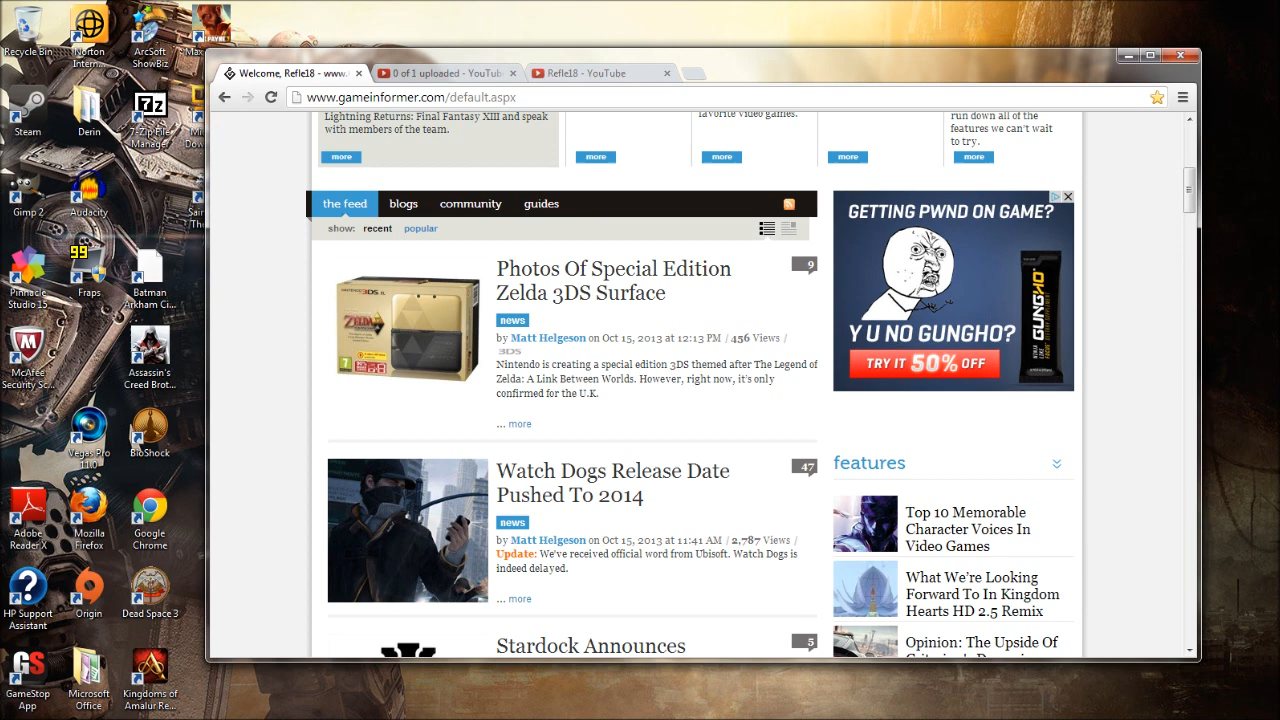 Recycle Bin
Norton
Intern...
ArcSoft
ShowBiz
Steam
Derin
7-Zip File
Manager
Gimp 2
Audacity
Pinnacle
Studio 15
99
Fraps
Batman
Arkham Ci...
McAfee
Security Sc...
Assassin's
Creed Brot...
Vegas Pro
11.0
BioShock
Adobe
Reader X
Mozilla
Firefox
Google
Chrome
HP Support
Assistant
Origin
Dead Space 3
GameStop
App
Microsoft
Office
Kingdoms of
Amalur Re...
Welcome, Refle18 - www.
0 of 1 uploaded - YouTub
Refle18 - YouTube
www.gameinformer.com/default.aspx
Lightning Returns: Final Fantasy XIII and speak
with members of the team.
more
more
favorite video games.
more
more
run down all of the
features we can't wait
to try.
more
the feed
blogs
community
guides
show:
recent
popular
Photos Of Special Edition
Zelda 3DS Surface
9
news
by Matt Helgeson on Oct 15, 2013 at 12:13 PM / 456 Views /
3DS
Nintendo is creating a special edition 3DS themed after The Legend of
Zelda: A Link Between Worlds. However, right now, it's only
confirmed for the U.K.
... more
Watch Dogs Release Date
Pushed To 2014
47
news
by Matt Helgeson on Oct 15, 2013 at 11:41 AM / 2,787 Views /
Update: We've received official word from Ubisoft. Watch Dogs is
indeed delayed.
... more
Stardock Announces
5
GETTING PWND ON GAME?
Y U NO GUNGHO?
TRY IT 50% OFF
GUNGHO
features
Top 10 Memorable
Character Voices In
Video Games
What We're Looking
Forward To In Kingdom
Hearts HD 2.5 Remix
Opinion: The Upside Of